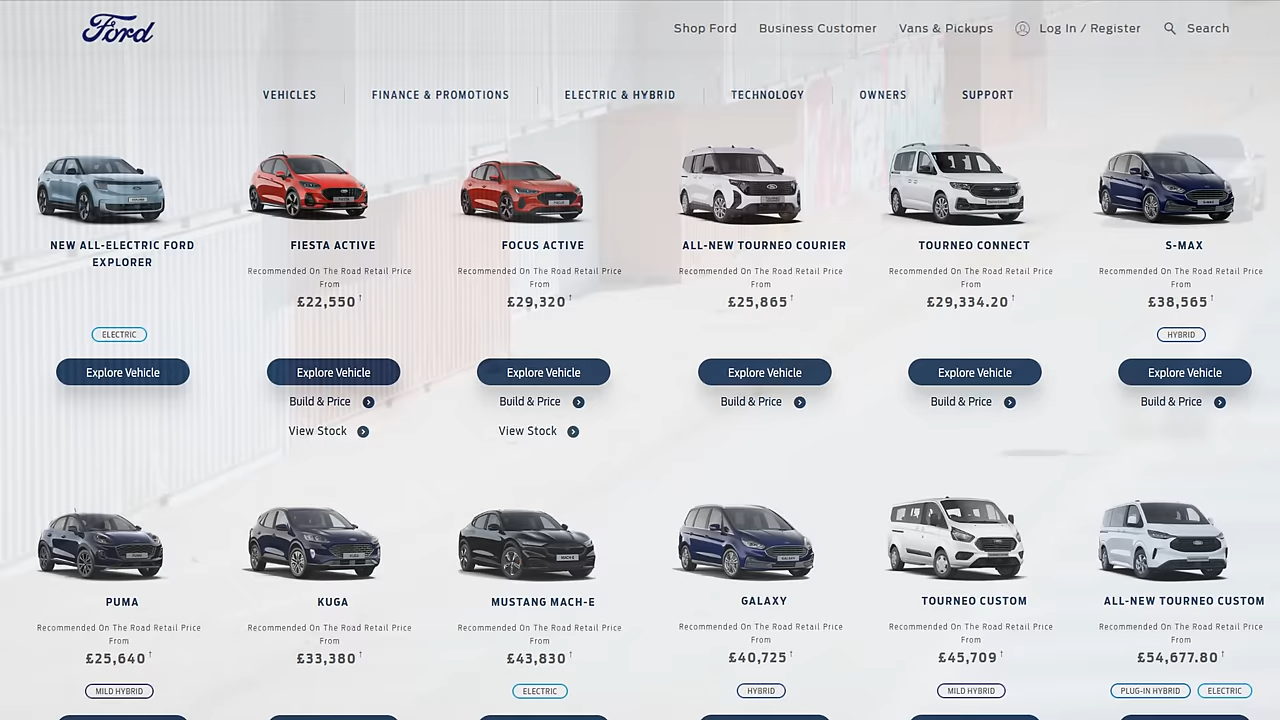 Ford
Shop Ford
Business Customer
Vans & Pickups
Log In / Register
Search
VEHICLES
FINANCE & PROMOTIONS
ELECTRIC & HYBRID
TECHNOLOGY
OWNERS
SUPPORT
NEW ALL-ELECTRIC FORD
EXPLORER
ELECTRIC
Explore Vehicle
FIESTA ACTIVE
Recommended On The Road Retail Price
From
£22,550†
Explore Vehicle
Build & Price
View Stock
FOCUS ACTIVE
Recommended On The Road Retail Price
From
£29,320†
Explore Vehicle
Build & Price
View Stock
ALL-NEW TOURNEO COURIER
Recommended On The Road Retail Price
From
£25,865†
Explore Vehicle
Build & Price
TOURNEO CONNECT
Recommended On The Road Retail Price
From
£29,334.20†
Explore Vehicle
Build & Price
S-MAX
Recommended On The Road Retail Price
From
£38,565†
HYBRID
Explore Vehicle
Build & Price
PUMA
Recommended On The Road Retail Price
From
£25,640†
MILD HYBRID
KUGA
Recommended On The Road Retail Price
From
£33,380†
MUSTANG MACH-E
Recommended On The Road Retail Price
From
£43,830†
ELECTRIC
GALAXY
Recommended On The Road Retail Price
From
£40,725†
HYBRID
TOURNEO CUSTOM
Recommended On The Road Retail Price
From
£45,709†
MILD HYBRID
ALL-NEW TOURNEO CUSTOM
Recommended On The Road Retail Price
From
£54,677.80†
PLUG-IN HYBRID
ELECTRIC